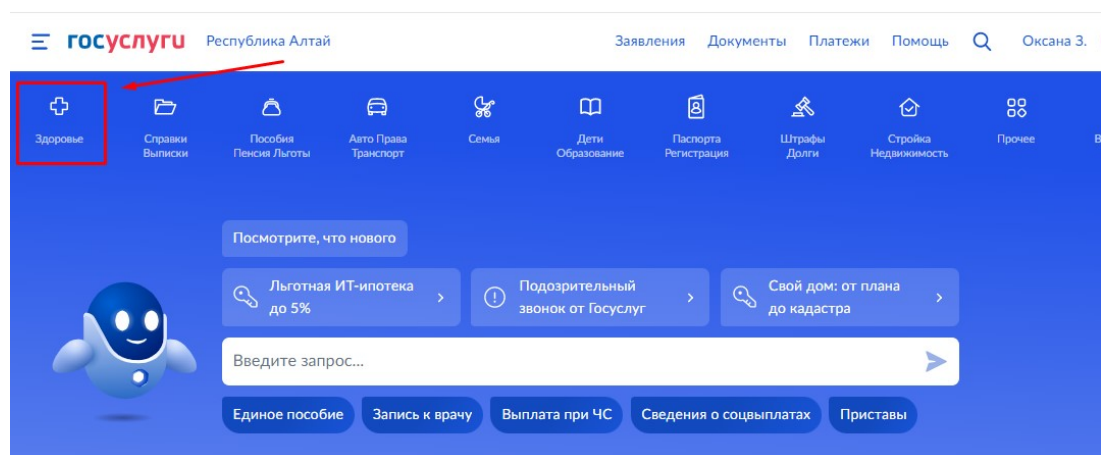 госуслуги Республика Алтай Заявления Документы Платежи Помощь Оксана З.
Здоровье Справки Пособия Авто Права Семья Дети Паспорта Штрафы Стройка Прочее В
Выписки Пенсия Льготы Транспорт Образование Регистрация Долги Недвижимость
Посмотрите, что нового
Льготная ИТ-ипотека Подозрительный Свой дом: от плана
до 5% звонок от Госуслуг до кадастра
Введите запрос...
Единое пособие Запись к врачу Выплата при ЧС Сведения о соцвыплатах Приставы